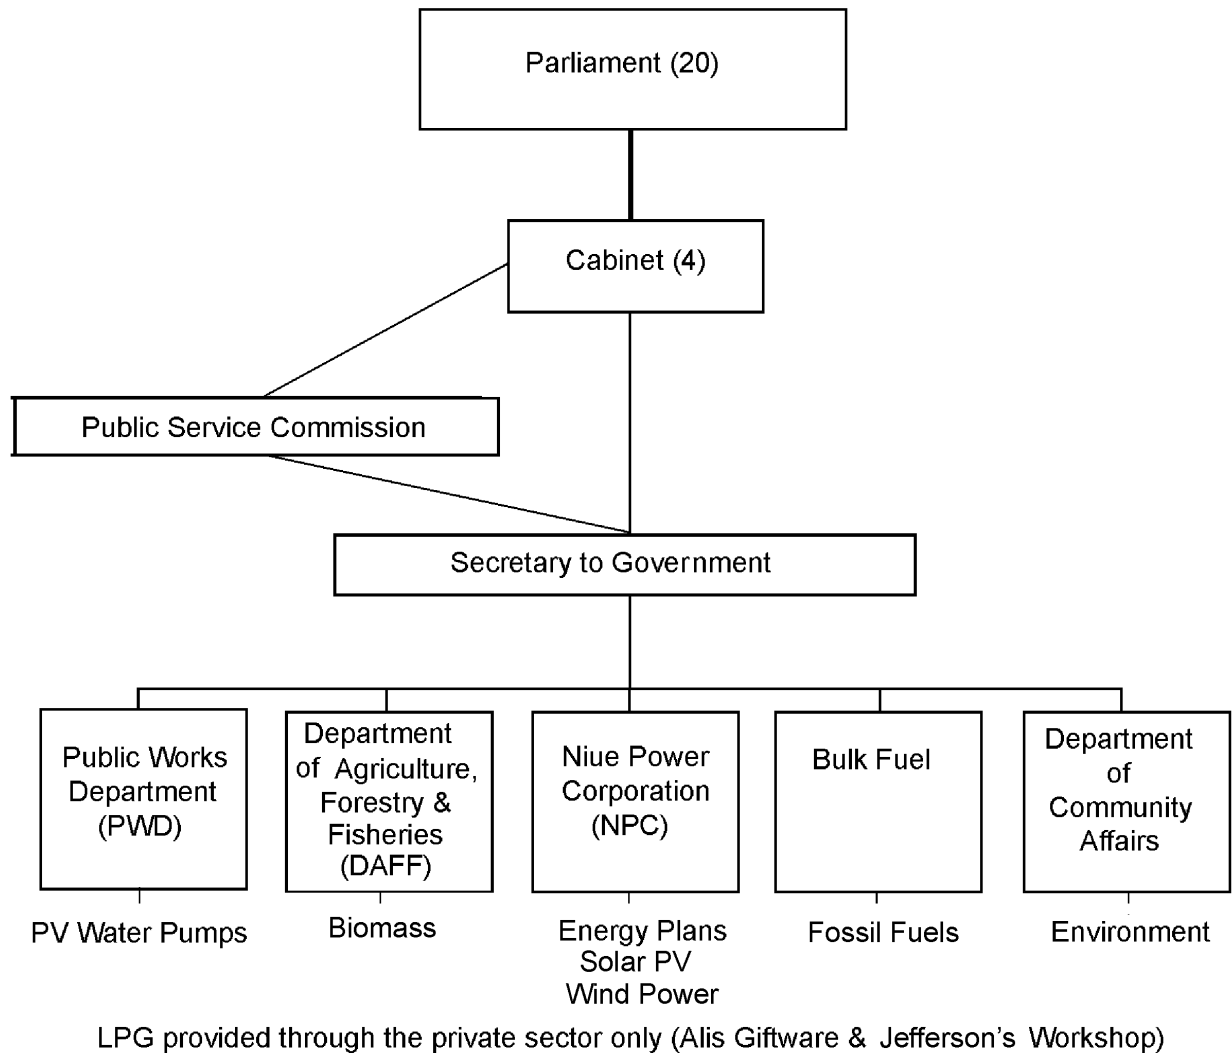 Parliament (20)
Cabinet (4)
Public Service Commission
Secretary to Government
Public Works
Department
(PWD)
Department
of Agriculture,
Forestry &
Fisheries
(DAFF)
Niue Power
Corporation
(NPC)
Bulk Fuel
Department
of
Community
Affairs
PV Water Pumps
Biomass
Energy Plans
Solar PV
Wind Power
Fossil Fuels
Environment
LPG provided through the private sector only (Alis Giftware & Jefferson's Workshop)